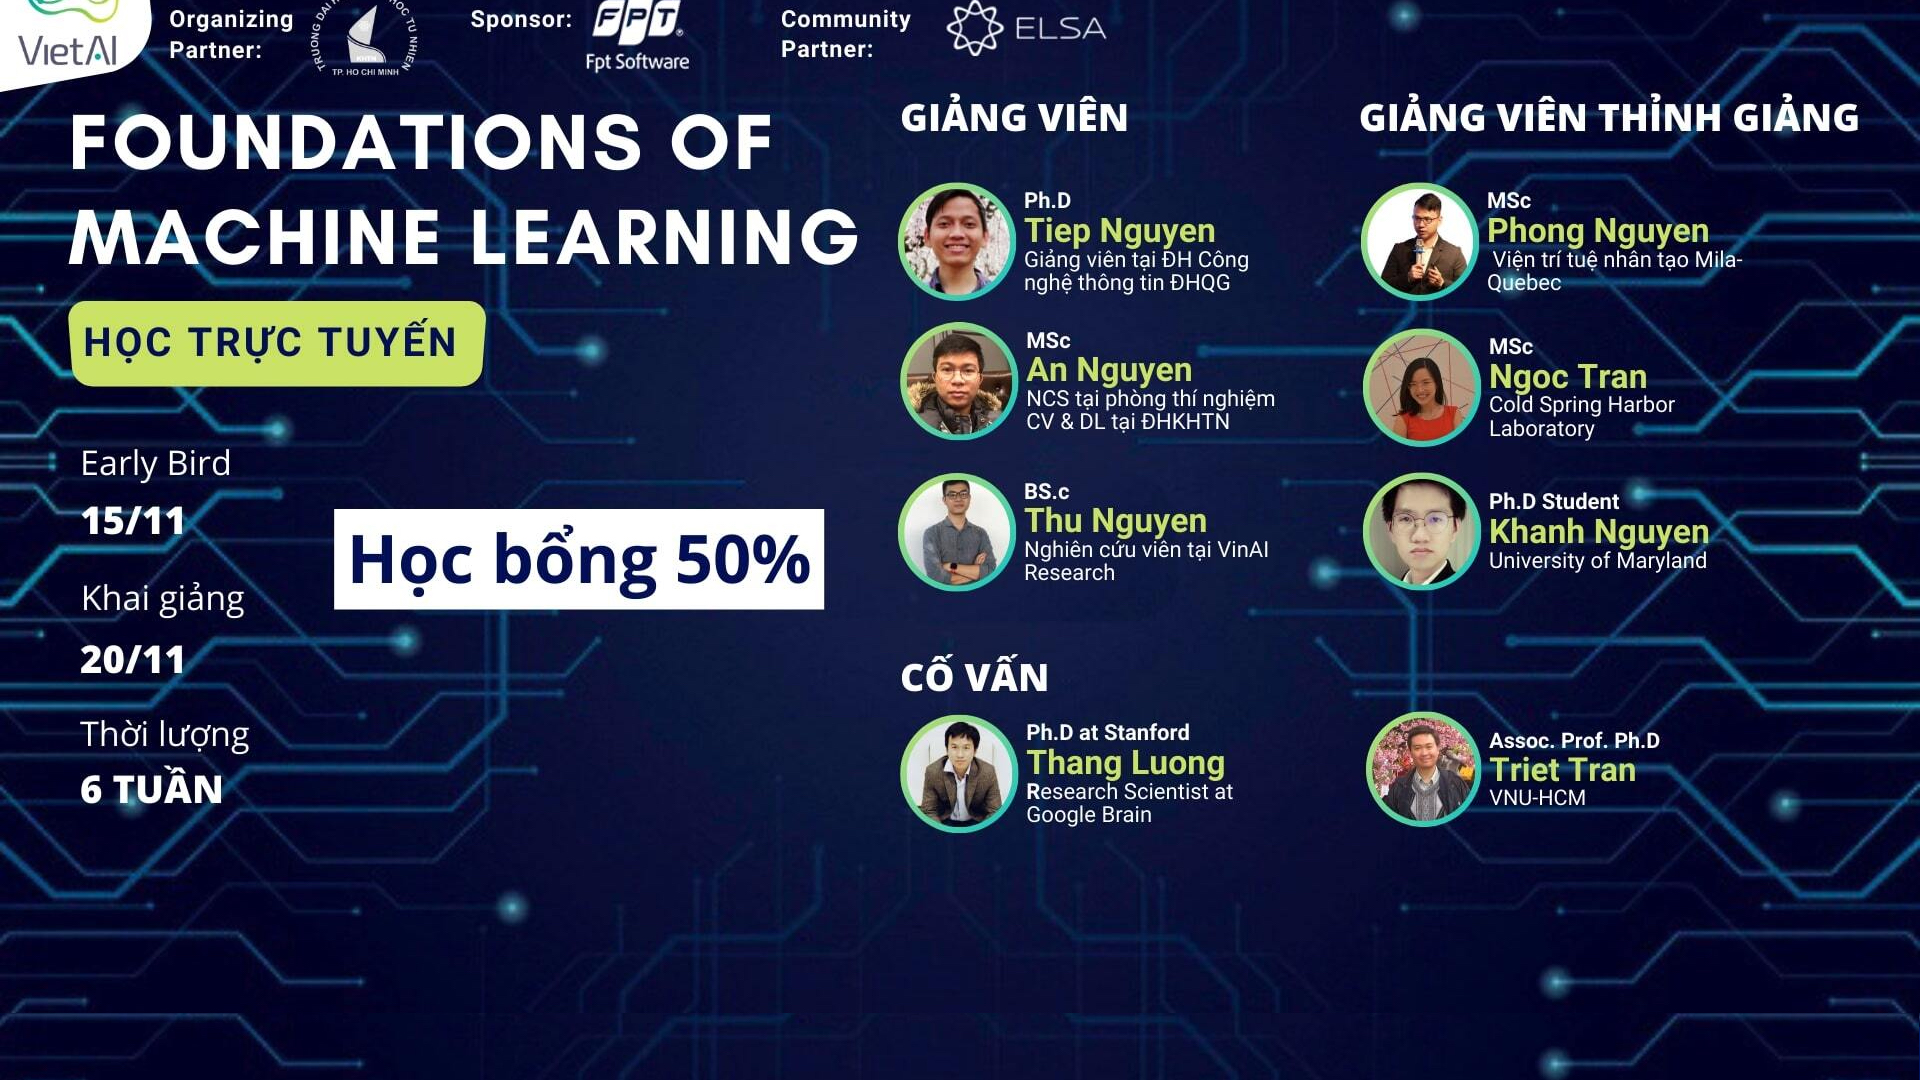 VietAI
Organizing
Partner:
TRƯỜNG ĐẠI HỌC TỰ NHIÊN
KHTN
TP. HO CHI MINH
Sponsor:
FPT
Fpt Software
Community
Partner:
ELSA
FOUNDATIONS OF
MACHINE LEARNING
HỌC TRỰC TUYẾN
Early Bird
15/11
Khai giảng
20/11
Thời lượng
6 TUẦN
Học bổng 50%
GIẢNG VIÊN
Ph.D
Tiep Nguyen
Giảng viên tại ĐH Công
nghệ thông tin ĐHQG
MSc
An Nguyen
NCS tại phòng thí nghiệm
CV & DL tại ĐHKHTN
BS.c
Thu Nguyen
Nghiên cứu viên tại VinAI
Research
GIẢNG VIÊN THỈNH GIẢNG
MSc
Phong Nguyen
Viện trí tuệ nhân tạo Mila-
Quebec
MSc
Ngoc Tran
Cold Spring Harbor
Laboratory
Ph.D Student
Khanh Nguyen
University of Maryland
CỐ VẤN
Ph.D at Stanford
Thang Luong
Research Scientist at
Google Brain
Assoc. Prof. Ph.D
Triet Tran
VNU-HCM